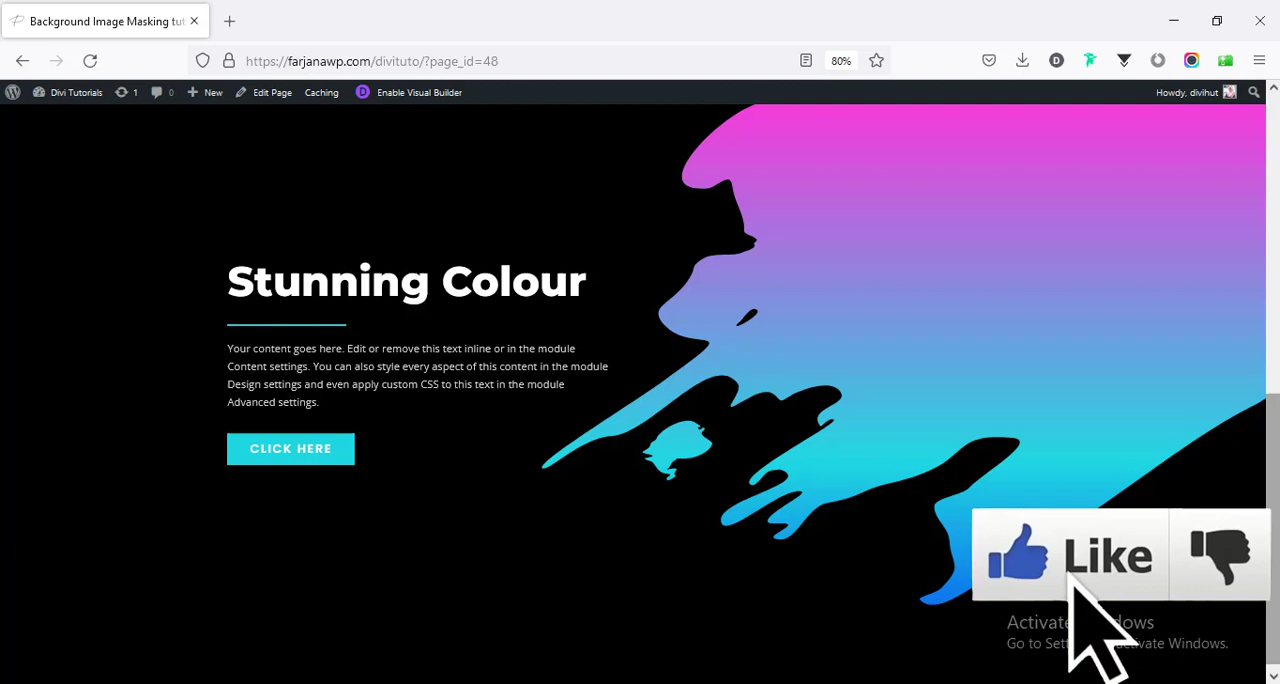 Background Image Masking tut
https://farjanawp.com/divituto/?page_id=48
80%
Divi Tutorials
1
0
New
Edit Page
Caching
D
Enable Visual Builder
Howdy, divihut
Stunning Colour
Your content goes here. Edit or remove this text inline or in the module
Content settings. You can also style every aspect of this content in the module
Design settings and even apply custom CSS to this text in the module
Advanced settings.
CLICK HERE
Like
Go to
Activate Windows.